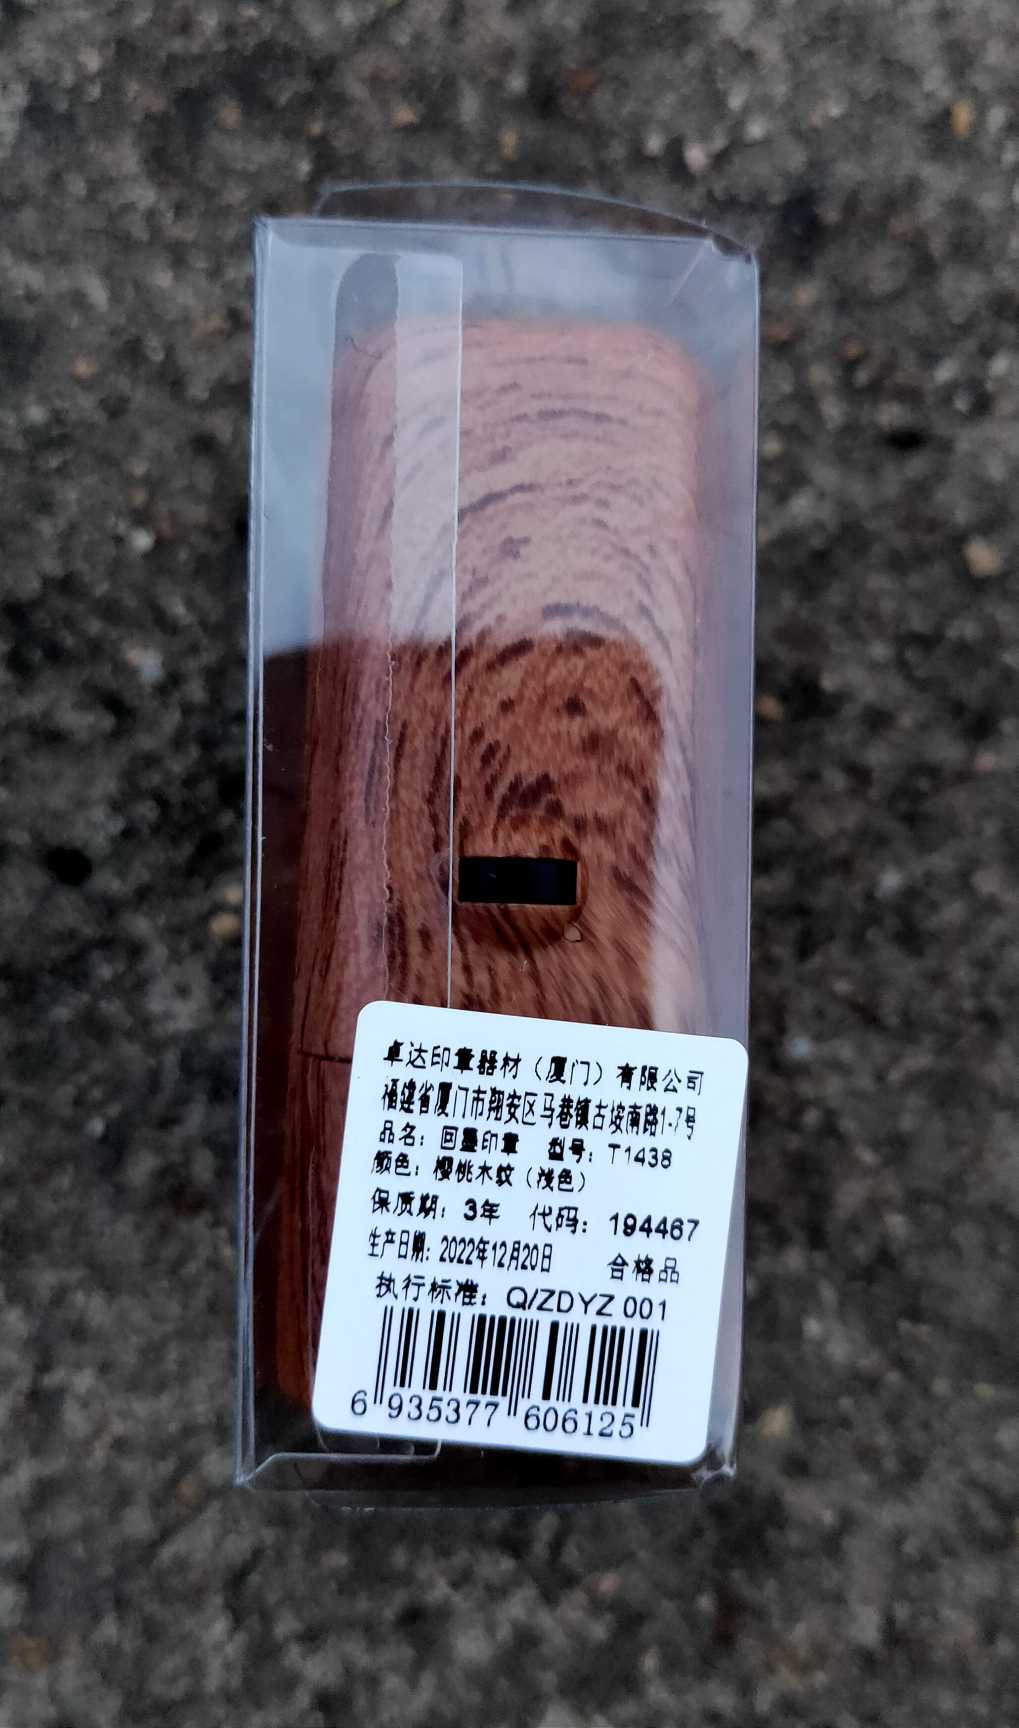 卓达印章器材（厦门）有限公司
福建省厦门市翔安区马巷镇古垵南路1-7号
品名：回墨印章 型号：T1438
颜色：樱桃木纹（浅色）
保质期：3年 代码：194467
生产日期：2022年12月20日 合格品
执行标准：Q/ZDYZ 001
6 935377 606125